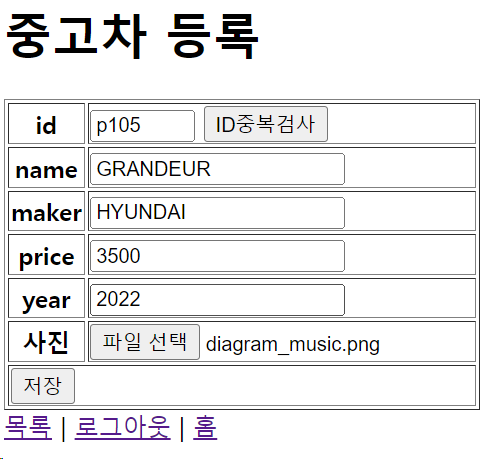 중고차 등록
id p105 ID중복검사
name GRANDEUR
maker HYUNDAI
price 3500
year 2022
사진 파일 선택 diagram_music.png
저장
목록 | 로그아웃 | 홈